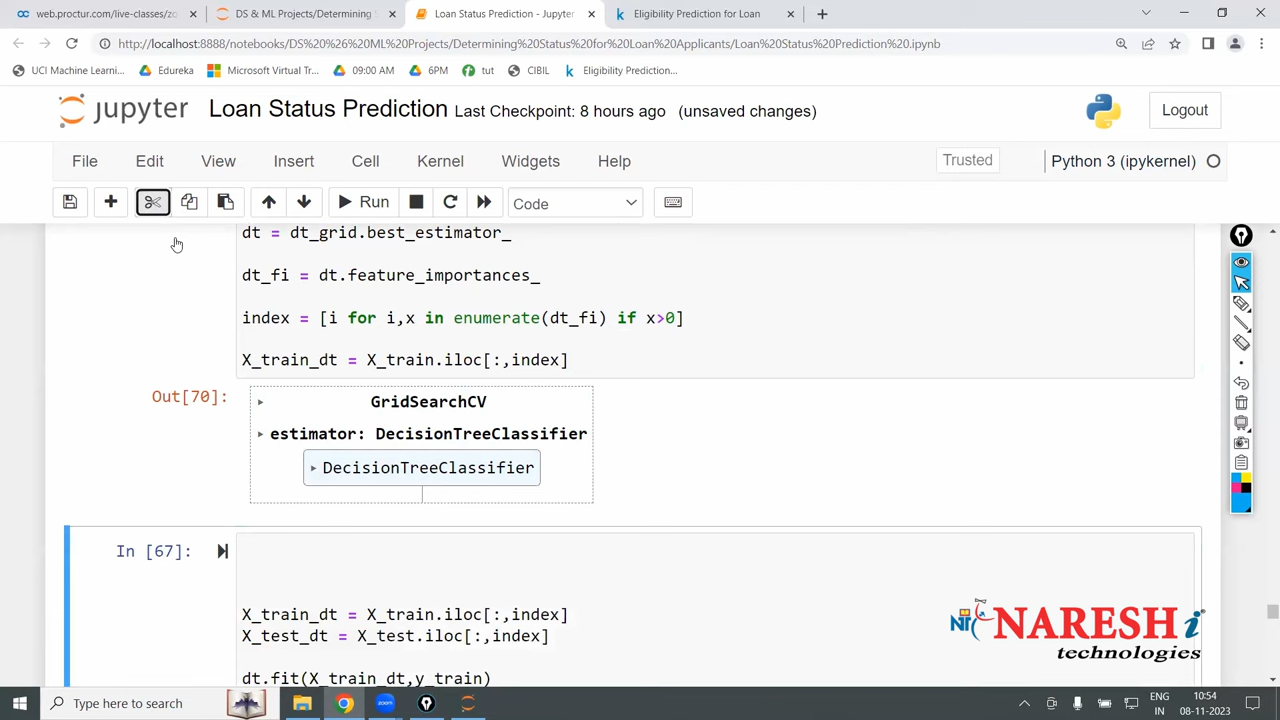 web.proctur.com/live-classes/zo
DS & ML Projects/Determining S
Loan Status Prediction - Jupyter
Eligibility Prediction for Loan
http://localhost:8888/notebooks/DS%20%26%20ML%20Projects/Determining%20Status%20for%20Loan%20Applicants/Loan%20Status%20Prediction%20.ipynb
UCI Machine Learni...
Edureka
Microsoft Virtual Tr...
09:00 AM
6PM
tut
CIBIL
Eligibility Prediction...
jupyter Loan Status Prediction Last Checkpoint: 8 hours ago (unsaved changes)
Logout
File Edit View Insert Cell Kernel Widgets Help
Trusted
Python 3 (ipykernel)
Run
Code
dt = dt_grid.best_estimator_
dt_fi = dt.feature_importances_
index = [i for i,x in enumerate(dt_fi) if x>0]
X_train_dt = X_train.iloc[:,index]
Out[70]:
GridSearchCV
estimator: DecisionTreeClassifier
DecisionTreeClassifier
In [67]:
X_train_dt = X_train.iloc[:,index]
X_test_dt = X_test.iloc[:,index]
dt.fit(X_train_dt,y_train)
NARESH i
technologies
Type here to search
zoom
ENG
IN
10:54
08-11-2023